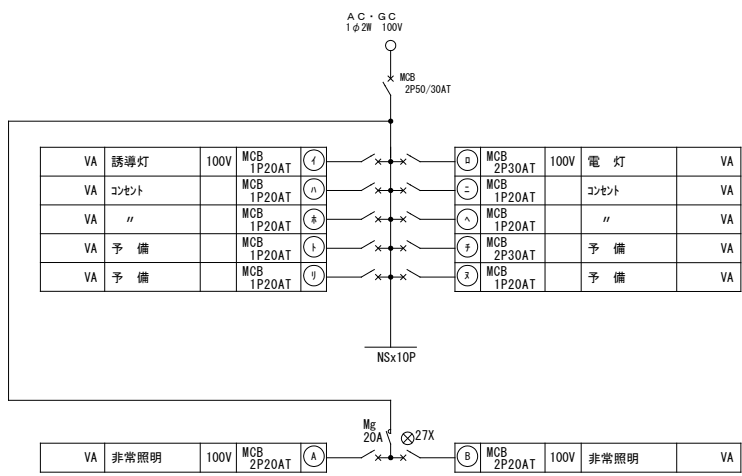 AC・GC
1φ2W 100V
MCB
2P50/30AT
VA 誘導灯 100V MCB 1P20AT イ
ロ MCB 2P30AT 100V 電 灯 VA
VA コンセント MCB 1P20AT ハ
ニ MCB 1P20AT コンセント VA
VA 〃 MCB 1P20AT ホ
ヘ MCB 1P20AT 〃 VA
VA 予 備 MCB 1P20AT ト
チ MCB 2P30AT 予 備 VA
VA 予 備 MCB 1P20AT リ
ヌ MCB 1P20AT 予 備 VA
NSx10P
Mg
20A 27X
VA 非常照明 100V MCB 2P20AT A
B MCB 2P20AT 100V 非常照明 VA